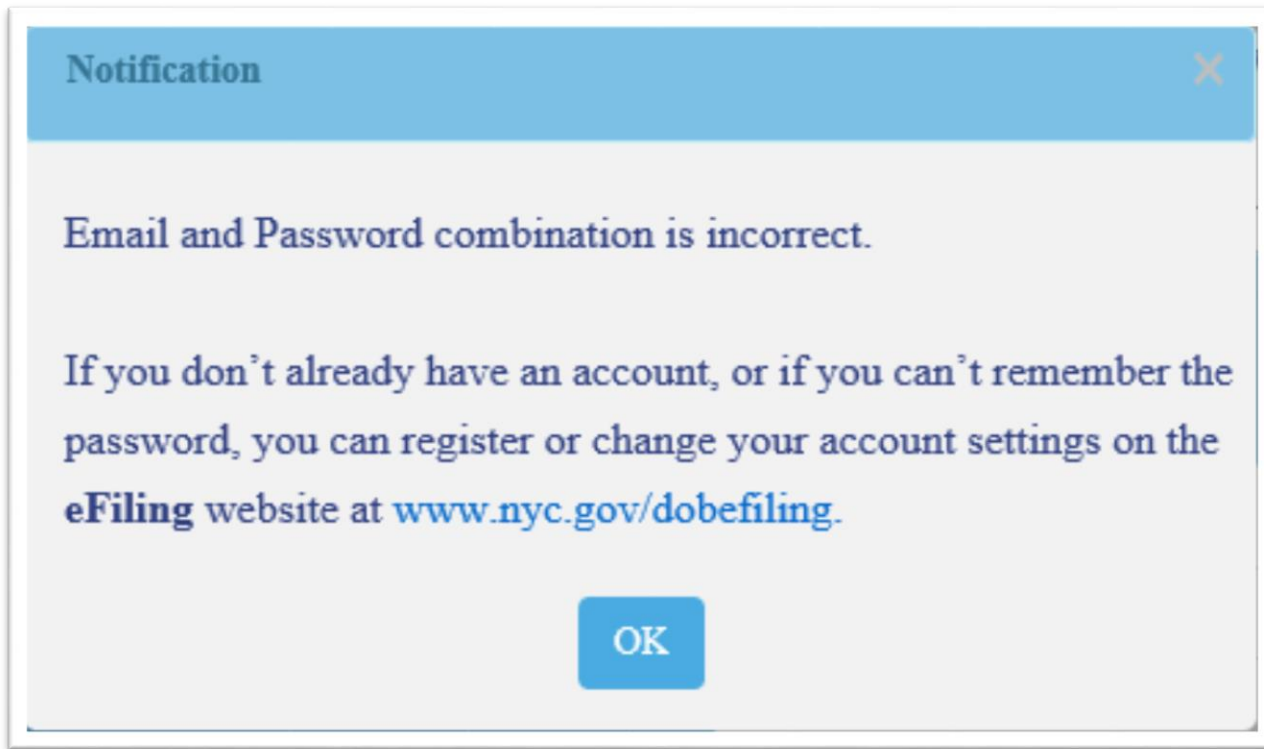 Notification
Email and Password combination is incorrect.
If you don’t already have an account, or if you can’t remember the
password, you can register or change your account settings on the
eFiling website at www.nyc.gov/dobefiling.
OK